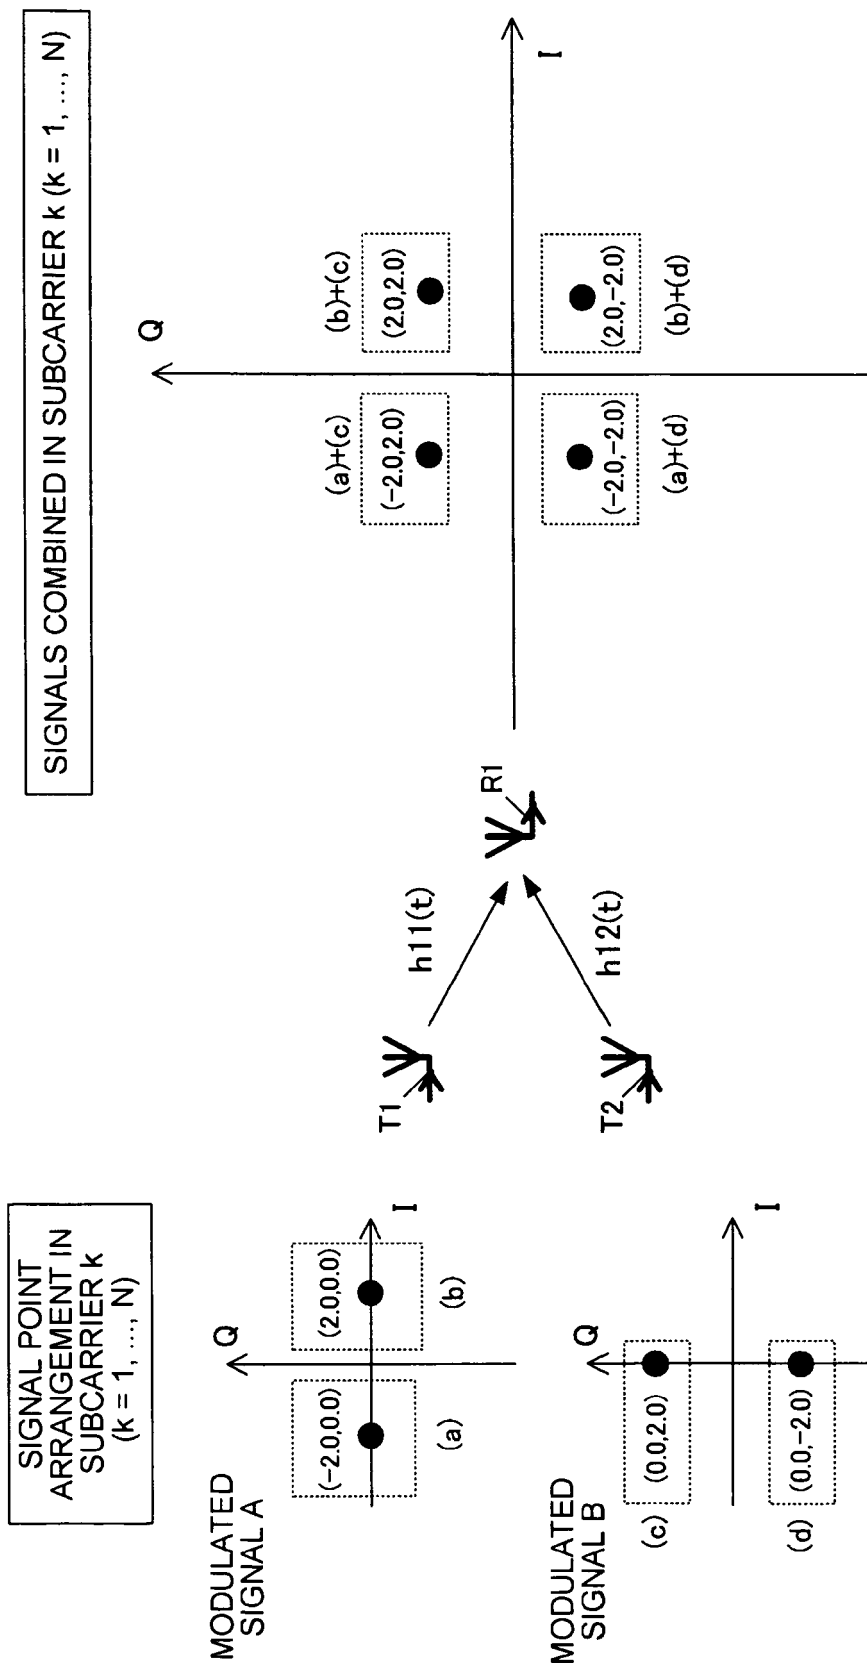 SIGNAL POINT
ARRANGEMENT IN
SUBCARRIER k
(k = 1, ..., N)
MODULATED
SIGNAL A
Q
I
(-2.0,0.0)
(2.0,0.0)
(a)
(b)
MODULATED
SIGNAL B
Q
I
(c)
(0.0,2.0)
(d)
(0.0,-2.0)
T1
T2
h11(t)
h12(t)
R1
SIGNALS COMBINED IN SUBCARRIER k (k = 1, ..., N)
Q
I
(a)+(c)
(-2.0,2.0)
(b)+(c)
(2.0,2.0)
(-2.0,-2.0)
(a)+(d)
(2.0,-2.0)
(b)+(d)